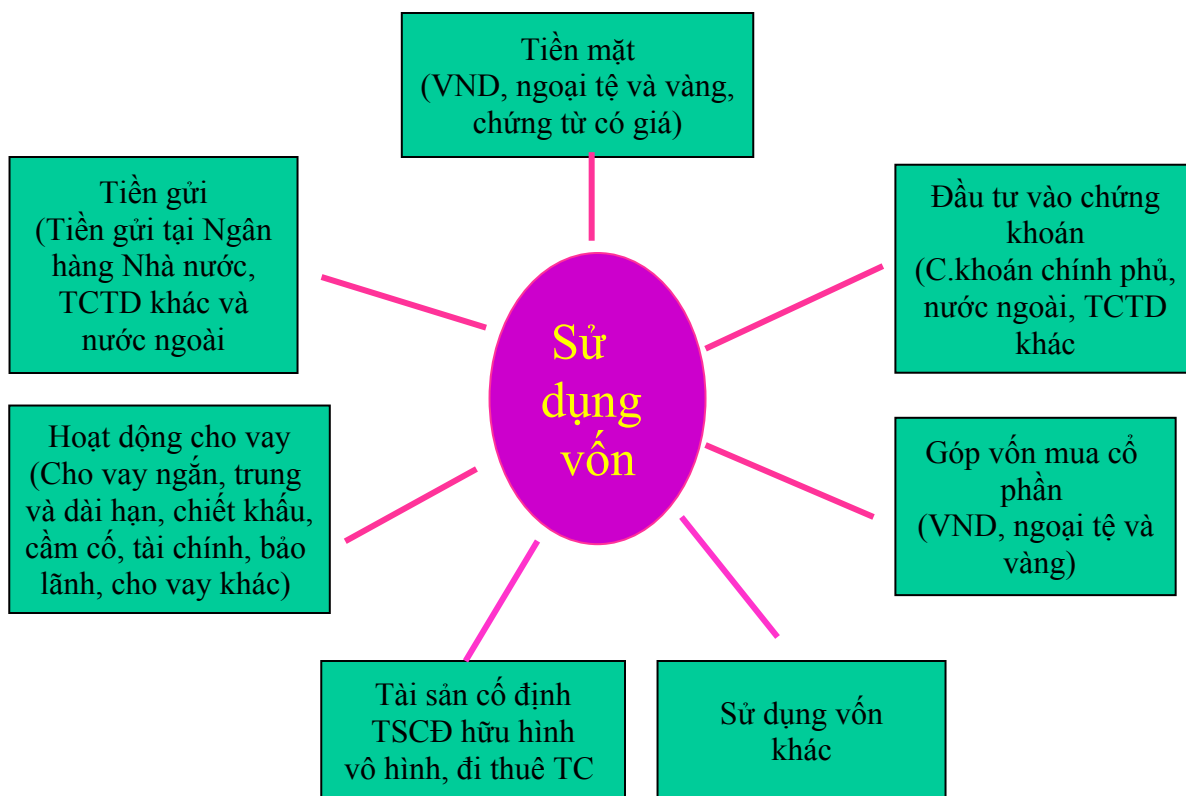 Tiền mặt
(VND, ngoại tệ và vàng,
chứng từ có giá)
Tiền gửi
(Tiền gửi tại Ngân
hàng Nhà nước,
TCTD khác và
nước ngoài
Đầu tư vào chứng
khoán
(C.khoán chính phủ,
nước ngoài, TCTD
khác
Sử
dụng
vốn
Hoạt dộng cho vay
(Cho vay ngắn, trung
và dài hạn, chiết khấu,
cầm cố, tài chính, bảo
lãnh, cho vay khác)
Góp vốn mua cổ
phần
(VND, ngoại tệ và
vàng)
Tài sản cố định
TSCĐ hữu hình
vô hình, đi thuê TC
Sử dụng vốn
khác